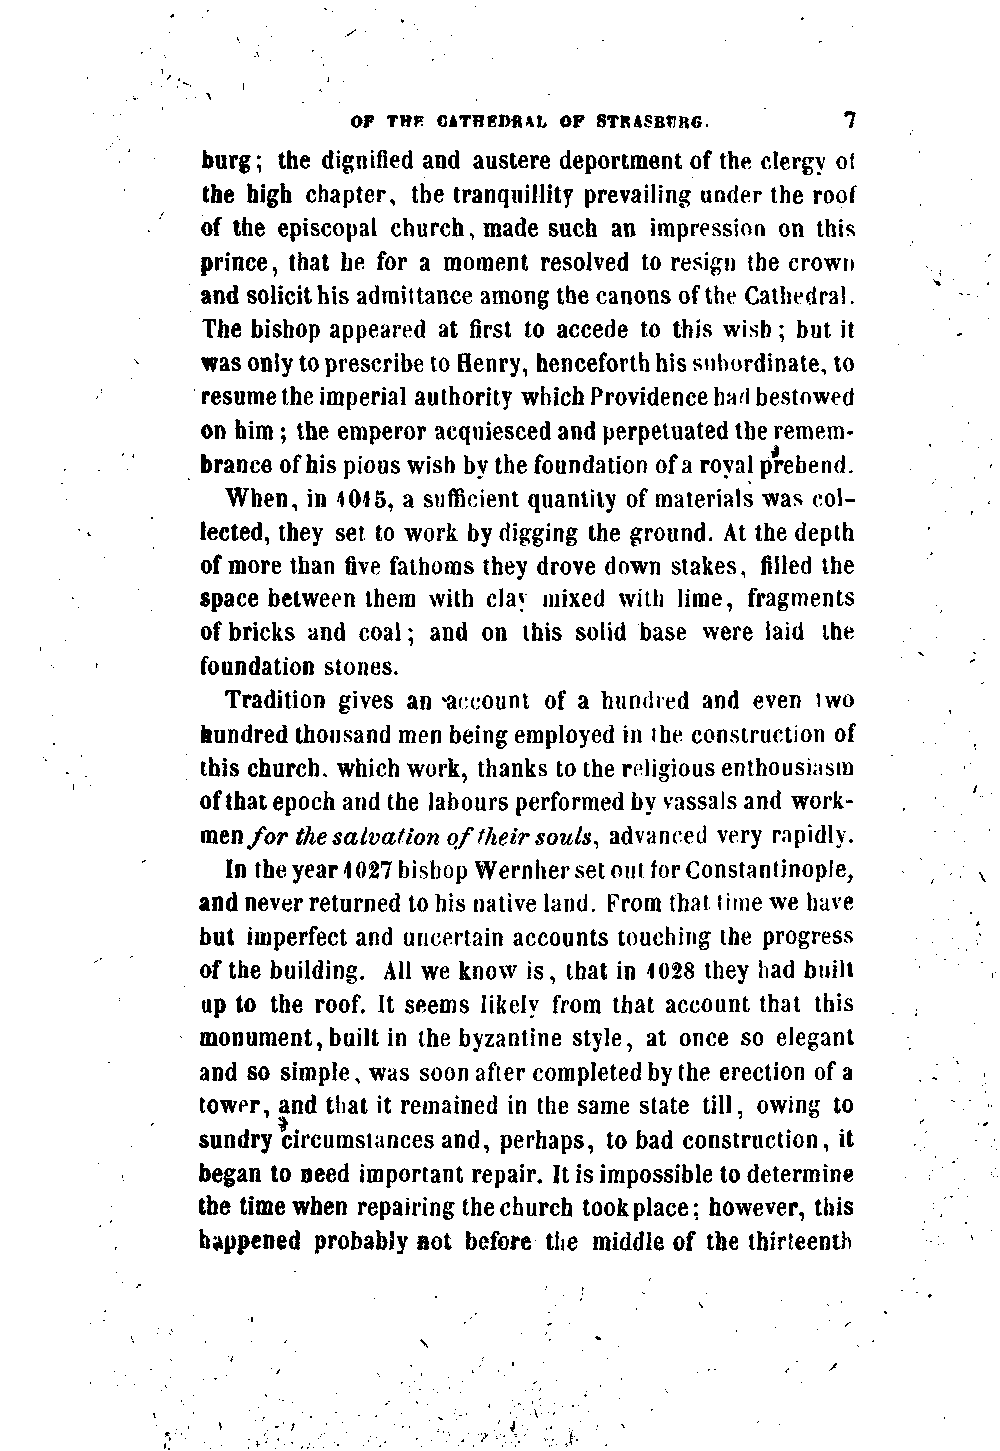 OF THE CATHEDRAL OF STRASBURG. 7
burg; the dignified and austere deportment of the clergy of
the high chapter, the tranquillity prevailing under the roof
of the episcopal church, made such an impression on this
prince, that he for a moment resolved to resign the crown
and solicit his admittance among the canons of the Cathedral.
The bishop appeared at first to accede to this wish; but it
was only to prescribe to Henry, henceforth his subordinate, to
resume the imperial authority which Providence had bestowed
on him; the emperor acquiesced and perpetuated the remem-
brance of his pious wish by the foundation of a royal prebend.
When, in 1015, a sufficient quantity of materials was col-
lected, they set to work by digging the ground. At the depth
of more than five fathoms they drove down stakes, filled the
space between them with clay mixed with lime, fragments
of bricks and coal; and on this solid base were laid the
foundation stones.
Tradition gives an account of a hundred and even two
hundred thousand men being employed in the construction of
this church, which work, thanks to the religious enthousiasm
of that epoch and the labours performed by vassals and work-
men for the salvation of their souls, advanced very rapidly.
In the year 1027 bishop Wernher set out for Constantinople,
and never returned to his native land. From that time we have
but imperfect and uncertain accounts touching the progress
of the building. All we know is, that in 1028 they had built
up to the roof. It seems likely from that account that this
monument, built in the byzantine style, at once so elegant
and so simple, was soon after completed by the erection of a
tower, and that it remained in the same state till, owing to
sundry circumstances and, perhaps, to bad construction, it
began to need important repair. It is impossible to determine
the time when repairing the church took place; however, this
happened probably not before the middle of the thirteenth